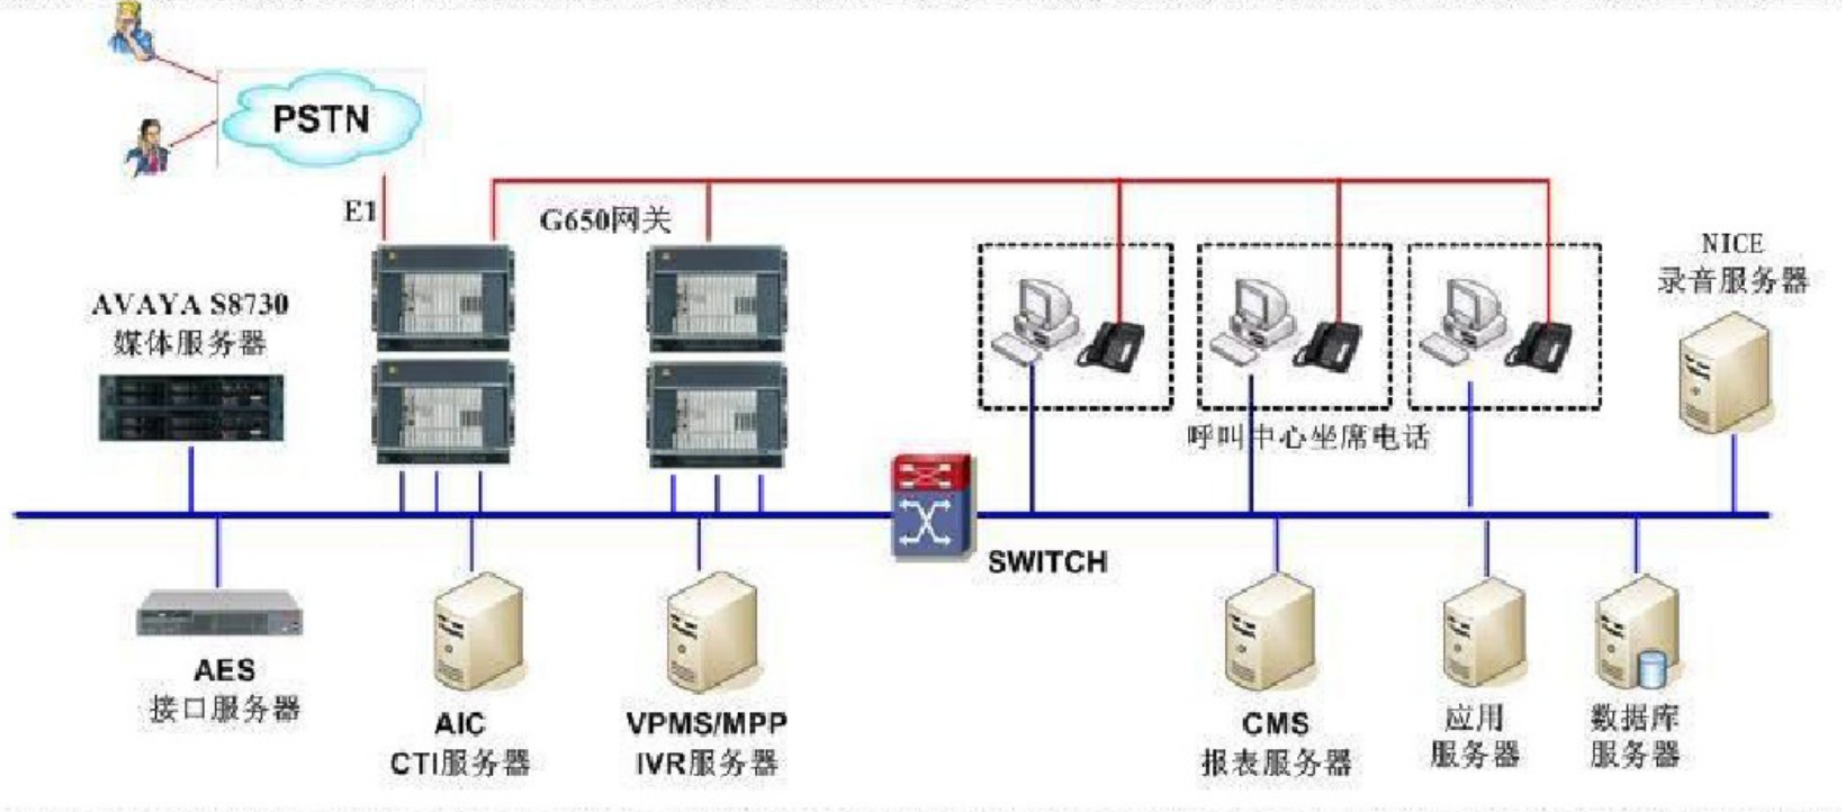 PSTN
E1
G650网关
NICE
录音服务器
AVAYA S8730
媒体服务器
呼叫中心坐席电话
SWITCH
AES
接口服务器
AIC
CTI服务器
VPMS/MPP
IVR服务器
CMS
报表服务器
应用
服务器
数据库
服务器